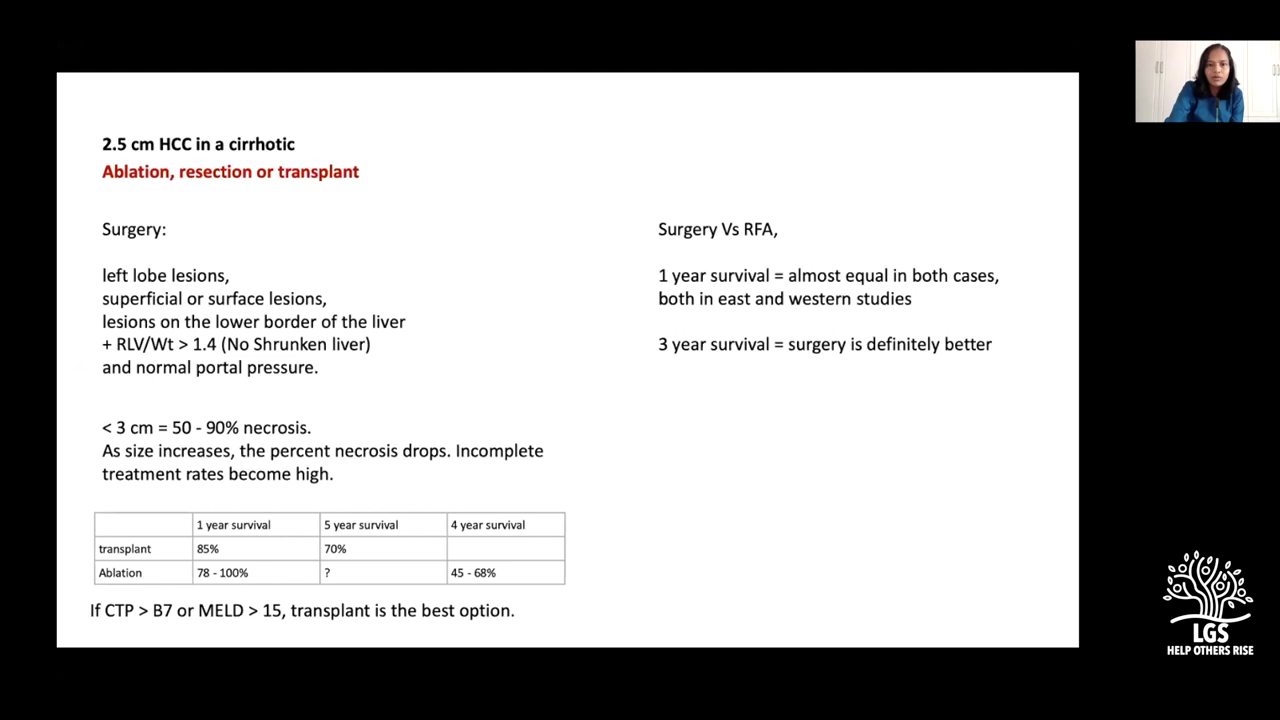 2.5 cm HCC in a cirrhotic
Ablation, resection or transplant
Surgery:
left lobe lesions,
superficial or surface lesions,
lesions on the lower border of the liver
+ RLV/Wt > 1.4 (No Shrunken liver)
and normal portal pressure.
< 3 cm = 50 - 90% necrosis.
As size increases, the percent necrosis drops. Incomplete
treatment rates become high.
1 year survival 5 year survival 4 year survival
transplant 85% 70%
Ablation 78 - 100% ? 45 - 68%
If CTP > B7 or MELD > 15, transplant is the best option.
Surgery Vs RFA,
1 year survival = almost equal in both cases,
both in east and western studies
3 year survival = surgery is definitely better
LGS
HELP OTHERS RISE